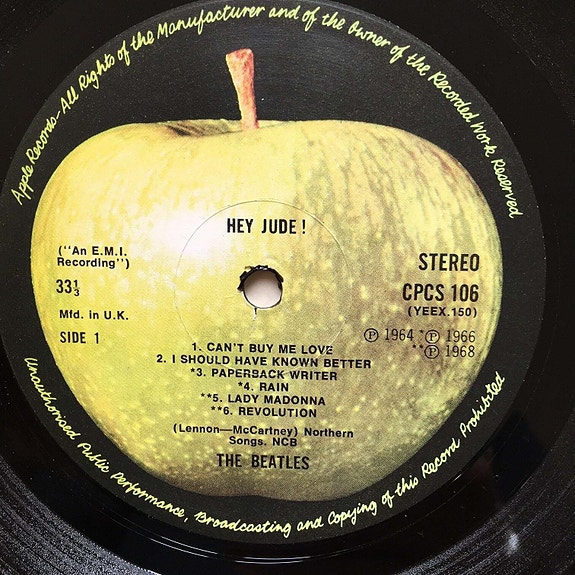 Apple Records-All Rights of the Manufacturer and of the Owner of the Recorded Work Reserved
HEY JUDE!
("An E.M.I.
Recording")
33⅓
Mfd. in U.K.
SIDE 1
STEREO
CPCS 106
(YEEX.150)
Ⓟ 1964 *Ⓟ 1966
**Ⓟ 1968
1. CAN'T BUY ME LOVE
2. I SHOULD HAVE KNOWN BETTER
*3. PAPERBACK WRITER
*4. RAIN
**5. LADY MADONNA
**6. REVOLUTION
(Lennon—McCartney) Northern
Songs. NCB
THE BEATLES
Unauthorised Public Performance, Broadcasting and Copying of this Record Prohibited